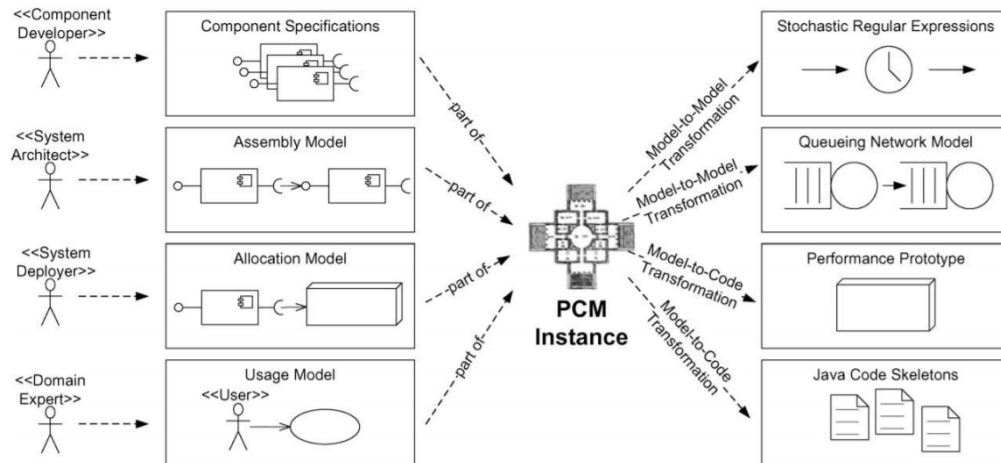 <<Component
Developer>>
Component Specifications
<<System
Architect>>
Assembly Model
<<System
Deployer>>
Allocation Model
<<Domain
Expert>>
Usage Model
<<User>>
part of
part of
part of
part of
PCM
Instance
Model-to-Model
Transformation
Model-to-Model
Transformation
Model-to-Code
Transformation
Model-to-Code
Transformation
Stochastic Regular Expressions
Queueing Network Model
Performance Prototype
Java Code Skeletons